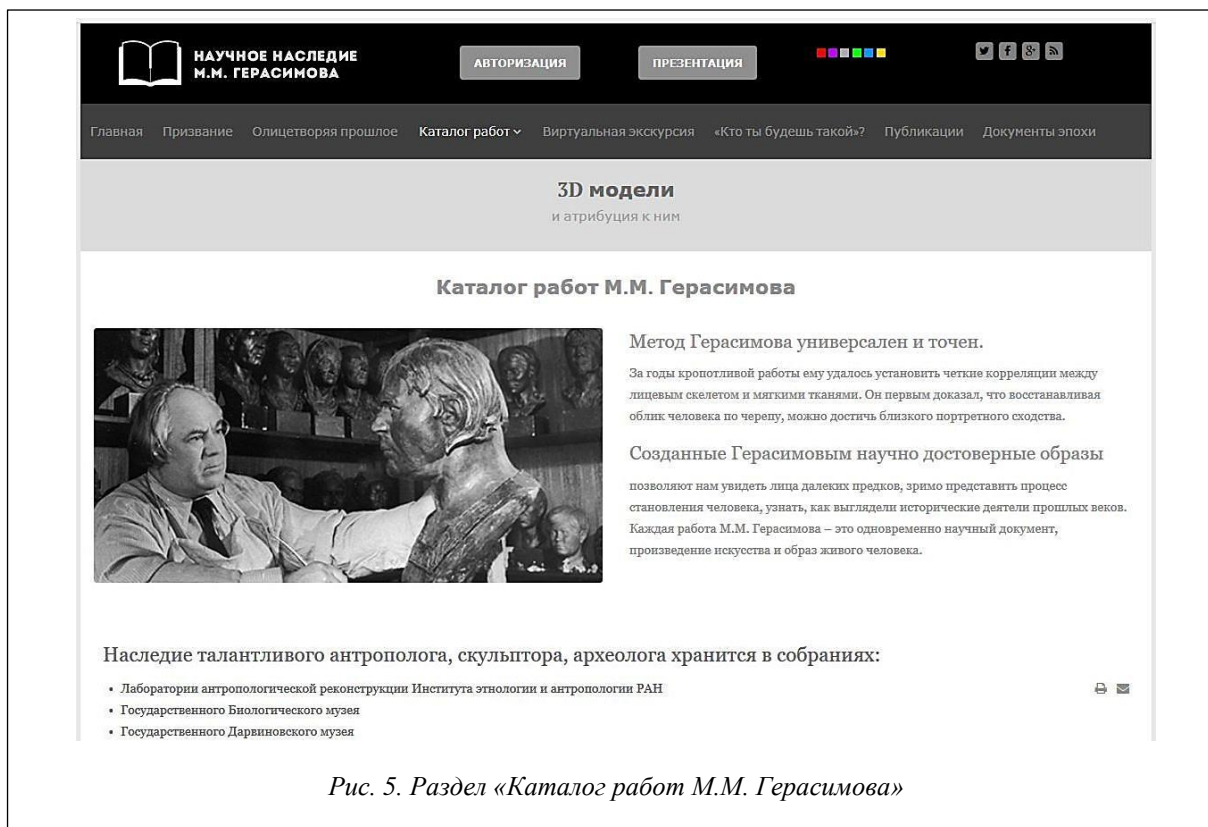 НАУЧНОЕ НАСЛЕДИЕ
М.М. ГЕРАСИМОВА
АВТОРИЗАЦИЯ
ПРЕЗЕНТАЦИЯ
Главная Призвание Олицетворяя прошлое Каталог работ Виртуальная экскурсия «Кто ты будешь такой»? Публикации Документы эпохи
3D модели
и атрибуция к ним
Каталог работ М.М. Герасимова
Метод Герасимова универсален и точен.
За годы кропотливой работы ему удалось установить четкие корреляции между
лицевым скелетом и мягкими тканями. Он первым доказал, что восстанавливая
облик человека по черепу, можно достичь близкого портретного сходства.
Созданные Герасимовым научно достоверные образы
позволяют нам увидеть лица далеких предков, зримо представить процесс
становления человека, узнать, как выглядели исторические деятели прошлых веков.
Каждая работа М.М. Герасимова – это одновременно научный документ,
произведение искусства и образ живого человека.
Наследие талантливого антрополога, скульптора, археолога хранится в собраниях:
▪ Лаборатории антропологической реконструкции Института этнологии и антропологии РАН
▪ Государственного Биологического музея
▪ Государственного Дарвиновского музея
Рис. 5. Раздел «Каталог работ М.М. Герасимова»